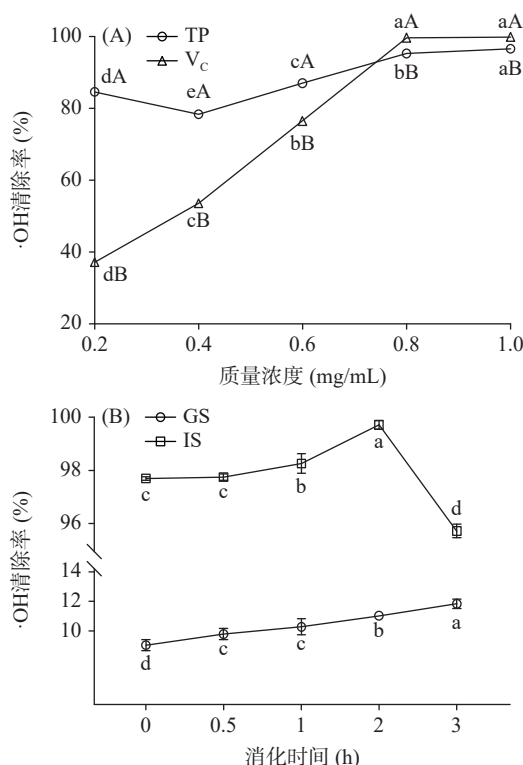 (A)
TP
V_C
100
80
60
40
20
·OH清除率 (%)
dA
eA
cA
aA
aA
bB
aB
bB
cB
dB
0.2
0.4
0.6
0.8
1.0
质量浓度 (mg/mL)
(B)
GS
IS
100
98
96
14
12
10
·OH清除率 (%)
c
c
b
a
d
d
c
c
b
a
0
0.5
1
2
3
消化时间 (h)